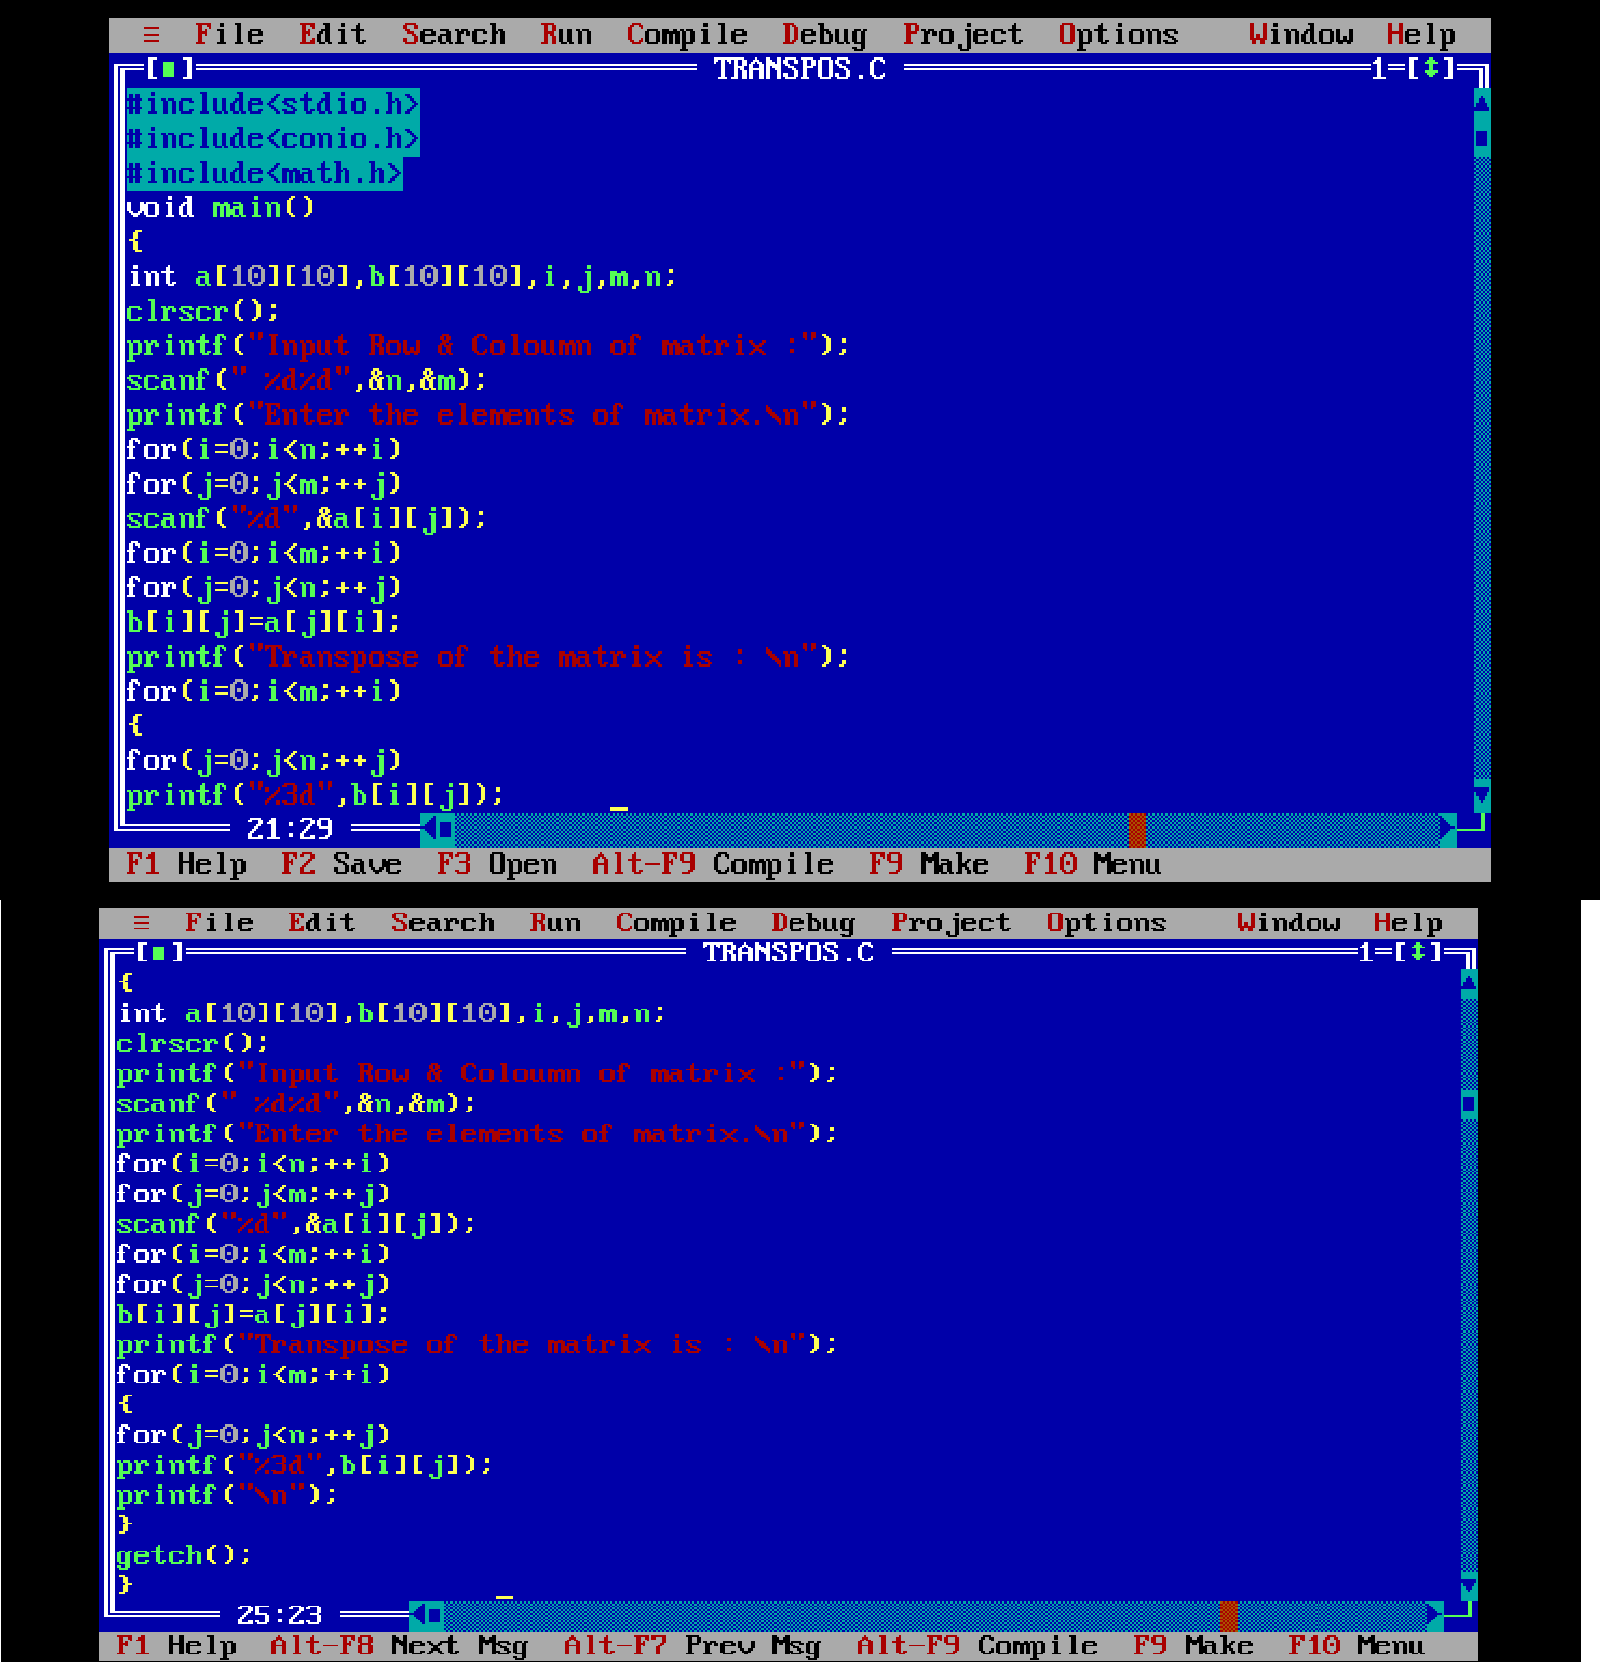 ≡ File Edit Search Run Compile Debug Project Options Window Help
[■] TRANSPOS.C 1=[↕]
#include<stdio.h>
#include<conio.h>
#include<math.h>
void main()
{
int a[10][10],b[10][10],i,j,m,n;
clrscr();
printf("Input Row & Coloumn of matrix :");
scanf(" %d%d",&n,&m);
printf("Enter the elements of matrix.\n");
for(i=0;i<n;++i)
for(j=0;j<m;++j)
scanf("%d",&a[i][j]);
for(i=0;i<m;++i)
for(j=0;j<n;++j)
b[i][j]=a[j][i];
printf("Transpose of the matrix is : \n");
for(i=0;i<m;++i)
{
for(j=0;j<n;++j)
printf("%3d",b[i][j]);
21:29
F1 Help F2 Save F3 Open Alt-F9 Compile F9 Make F10 Menu
≡ File Edit Search Run Compile Debug Project Options Window Help
[■] TRANSPOS.C 1=[↕]
{
int a[10][10],b[10][10],i,j,m,n;
clrscr();
printf("Input Row & Coloumn of matrix :");
scanf(" %d%d",&n,&m);
printf("Enter the elements of matrix.\n");
for(i=0;i<n;++i)
for(j=0;j<m;++j)
scanf("%d",&a[i][j]);
for(i=0;i<m;++i)
for(j=0;j<n;++j)
b[i][j]=a[j][i];
printf("Transpose of the matrix is : \n");
for(i=0;i<m;++i)
{
for(j=0;j<n;++j)
printf("%3d",b[i][j]);
printf("\n");
}
getch();
}
25:23
F1 Help Alt-F8 Next Msg Alt-F7 Prev Msg Alt-F9 Compile F9 Make F10 Menu